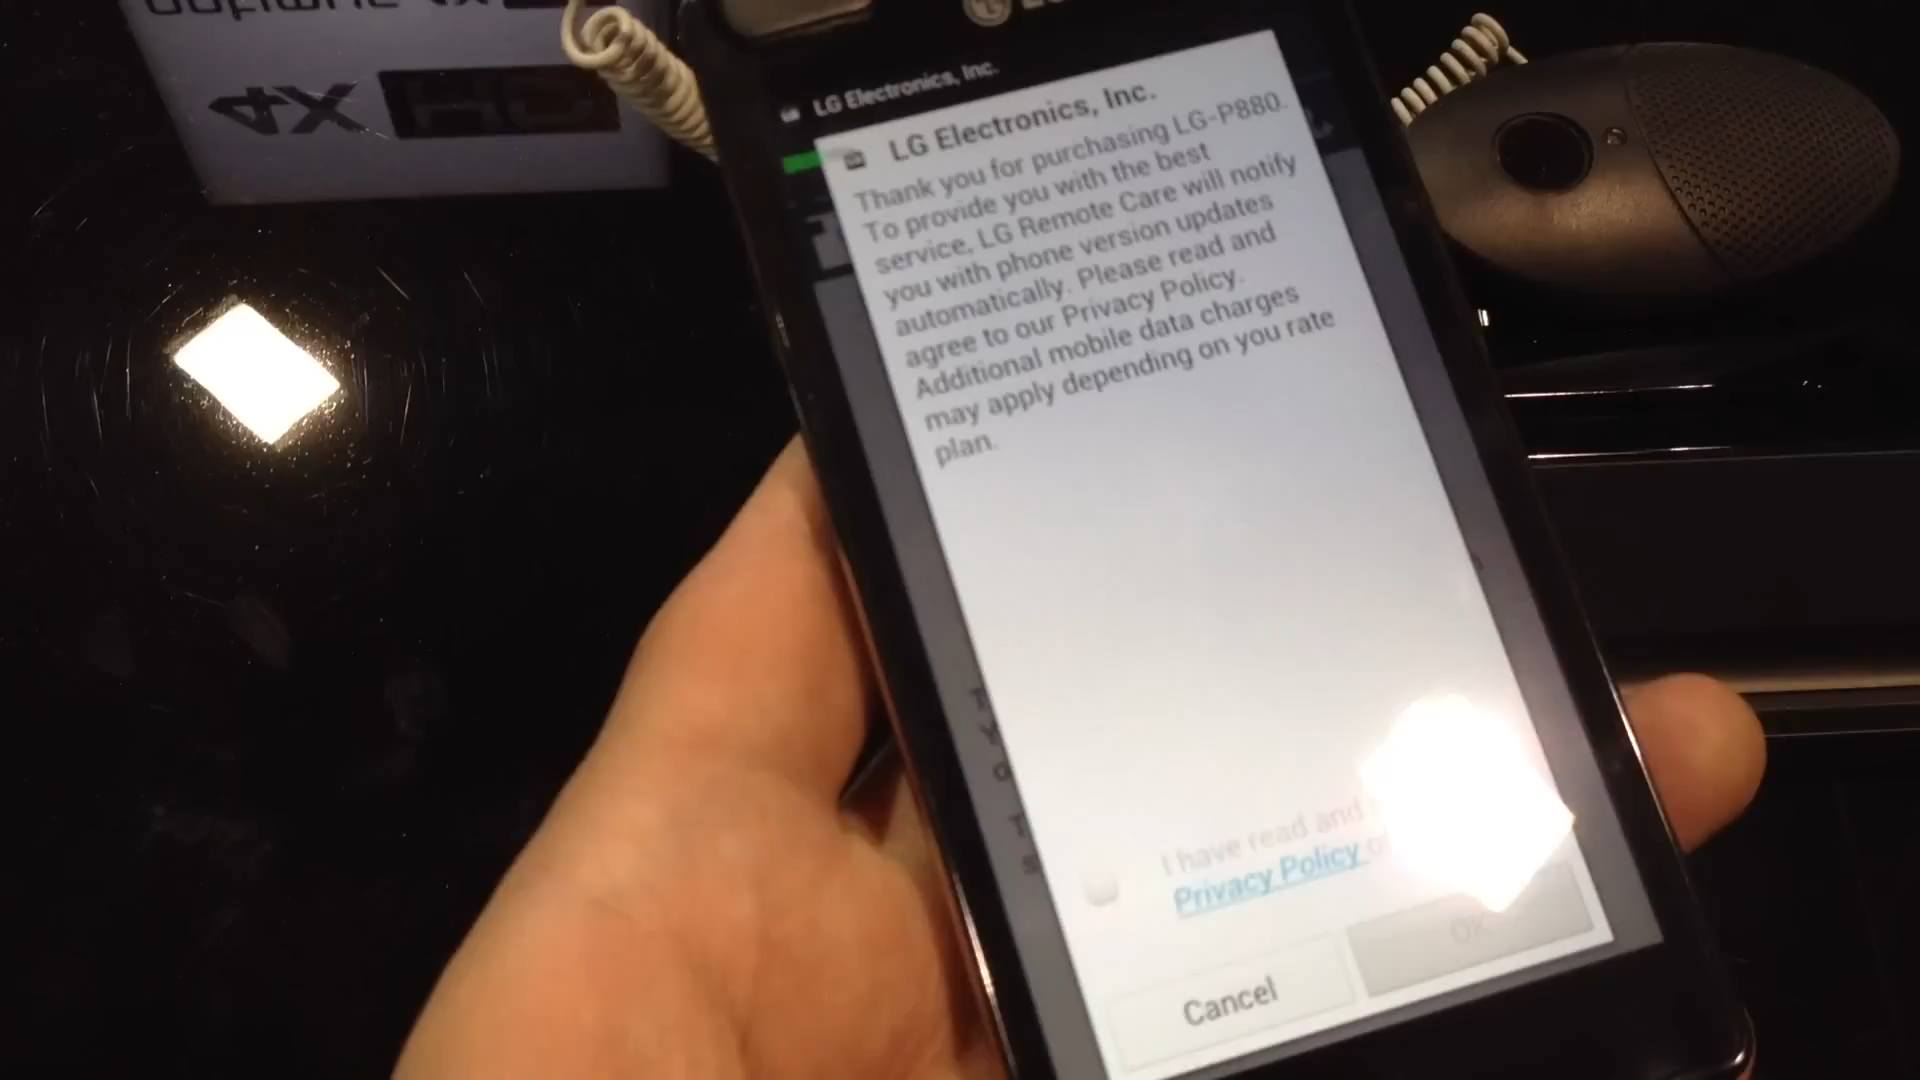 4X HD
LG Electronics, Inc.
LG Electronics, Inc.
Thank you for purchasing LG-P880.
To provide you with the best
service, LG Remote Care will notify
you with phone version updates
automatically. Please read and
agree to our Privacy Policy.
Additional mobile data charges
may apply depending on you rate
plan.
I have read and
Privacy Policy
Cancel
OK